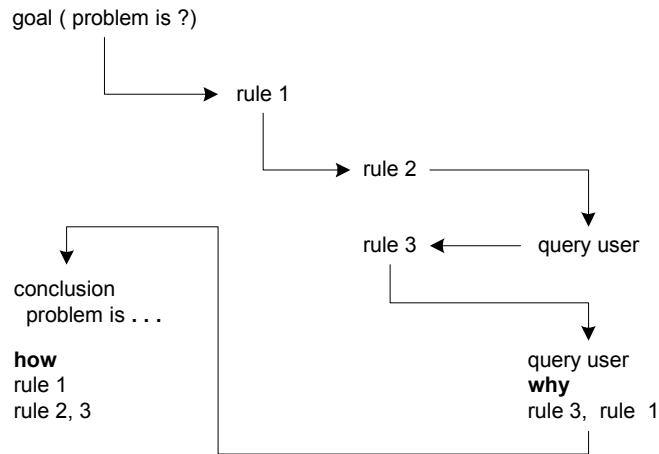 goal ( problem is ?)
rule 1
rule 2
rule 3
query user
conclusion
problem is . . .
how
rule 1
rule 2, 3
query user
why
rule 3, rule 1